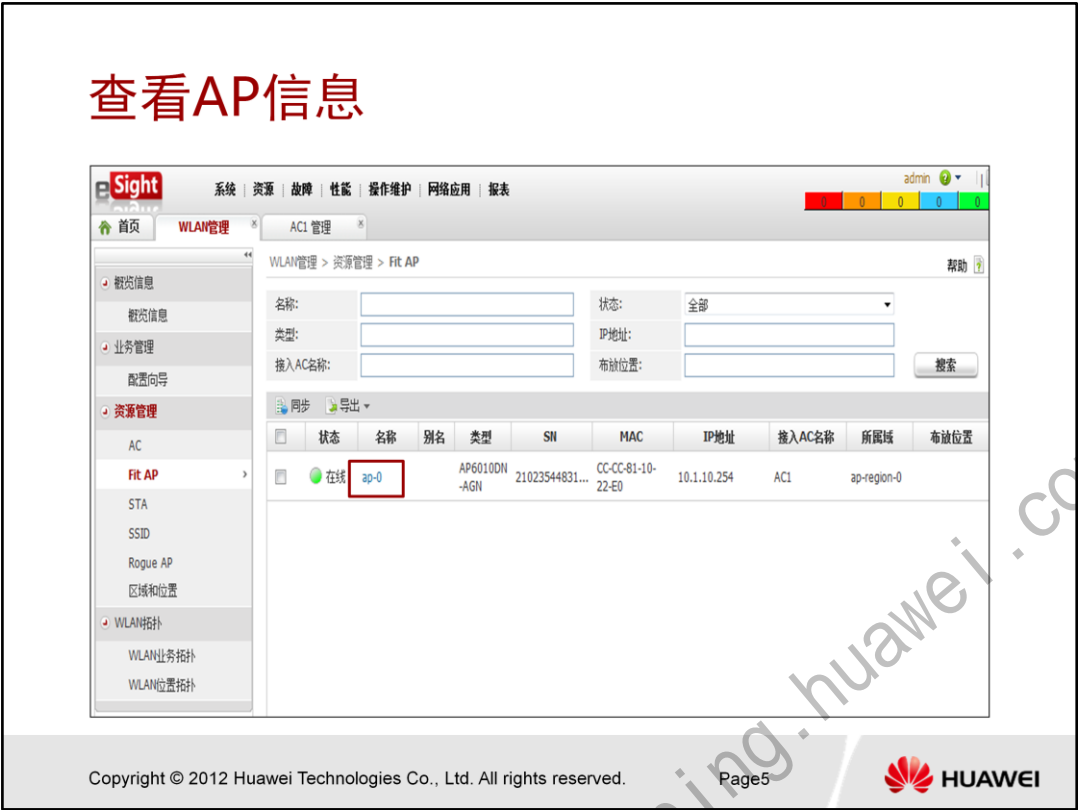 查看AP信息
eSight
系统 | 资源 | 故障 | 性能 | 操作维护 | 网络应用 | 报表
admin
0 0 0 0 0
首页 WLAN管理 AC1 管理
WLAN管理 > 资源管理 > Fit AP
帮助
概览信息
概览信息
业务管理
配置向导
资源管理
AC
Fit AP
STA
SSID
Rogue AP
区域和位置
WLAN拓扑
WLAN业务拓扑
WLAN位置拓扑
名称: 状态: 全部
类型: IP地址:
接入AC名称: 布放位置: 搜索
同步 导出
状态 名称 别名 类型 SN MAC IP地址 接入AC名称 所属域 布放位置
在线 ap-0 AP6010DN 21023544831... CC-CC-81-10- 10.1.10.254 AC1 ap-region-0
-AGN 22-E0
Copyright © 2012 Huawei Technologies Co., Ltd. All rights reserved.
Page5
HUAWEI
ing.huawei.co